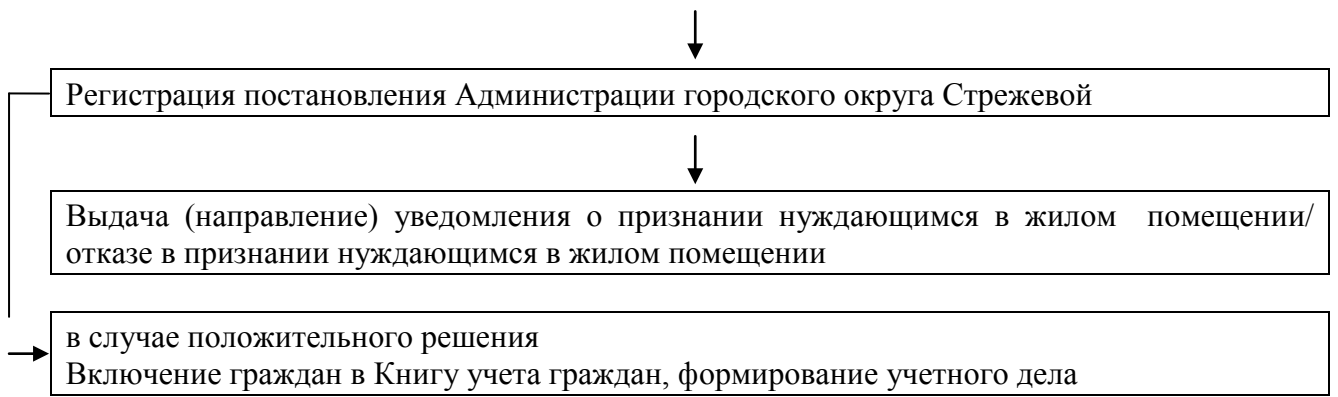 Регистрация постановления Администрации городского округа Стрежевой
Выдача (направление) уведомления о признании нуждающимся в жилом помещении/
отказе в признании нуждающимся в жилом помещении
в случае положительного решения
Включение граждан в Книгу учета граждан, формирование учетного дела